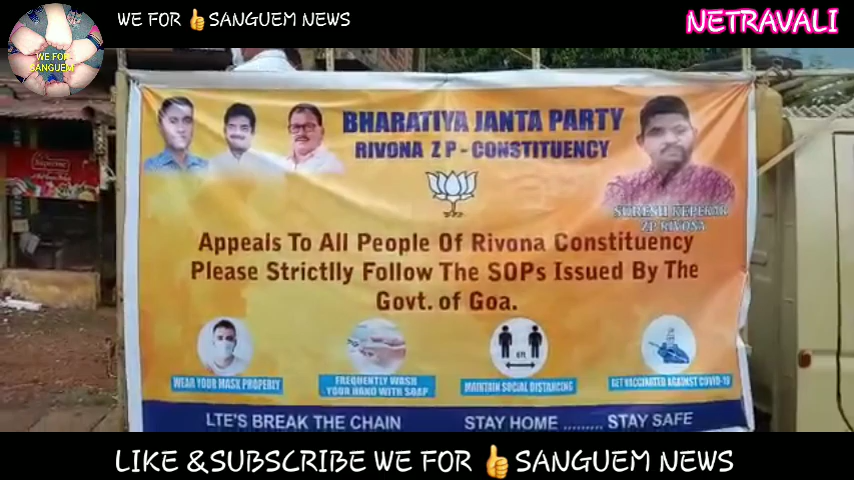 WE FOR 👍SANGUEM NEWS
NETRAVALI
WE FOR
SANGUEM
BHARATIYA JANTA PARTY
RIVONA Z P - CONSTITUENCY
SURESH KEPEKAR
ZP RIVONA
Appeals To All People Of Rivona Constituency
Please Strictlly Follow The SOPs Issued By The
Govt. of Goa.
6ft
WEAR YOUR MASK PROPERLY
FREQUENTLY WASH
YOUR HAND WITH SOAP
MAINTAIN SOCIAL DISTANCING
GET VACCINATED AGAINST COVID-19
LTE'S BREAK THE CHAIN
STAY HOME ......... STAY SAFE
LIKE &SUBSCRIBE WE FOR 👍SANGUEM NEWS